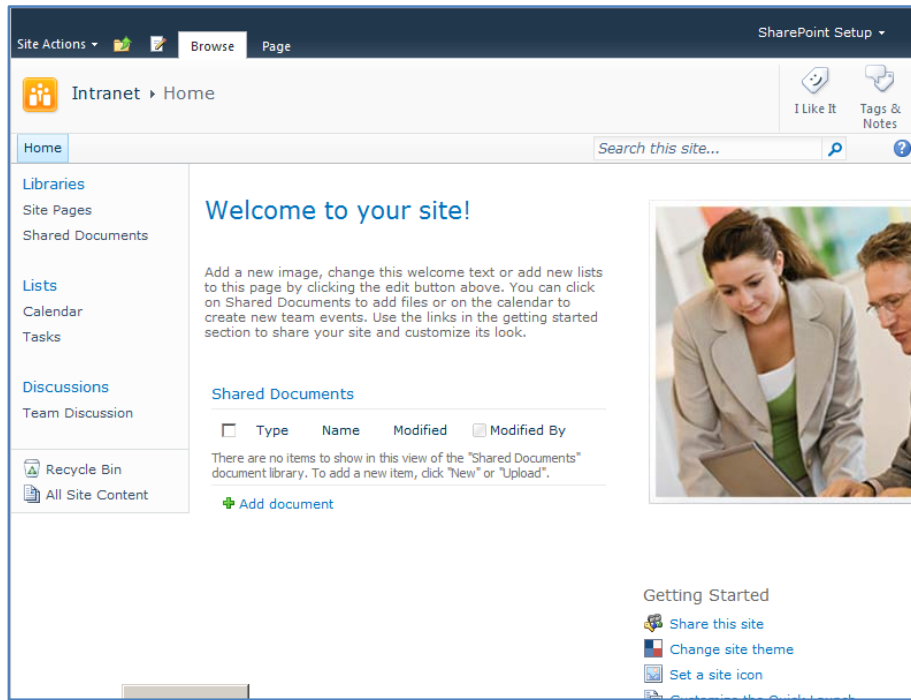 SharePoint Setup
Site Actions
Browse
Page
Intranet
Home
I Like It
Tags &
Notes
Home
Search this site...
Libraries
Site Pages
Shared Documents
Lists
Calendar
Tasks
Discussions
Team Discussion
Recycle Bin
All Site Content
Welcome to your site!
Add a new image, change this welcome text or add new lists
to this page by clicking the edit button above. You can click
on Shared Documents to add files or on the calendar to
create new team events. Use the links in the getting started
section to share your site and customize its look.
Shared Documents
Type Name Modified Modified By
There are no items to show in this view of the "Shared Documents"
document library. To add a new item, click "New" or "Upload".
Add document
Getting Started
Share this site
Change site theme
Set a site icon
Customize the Quick Launch